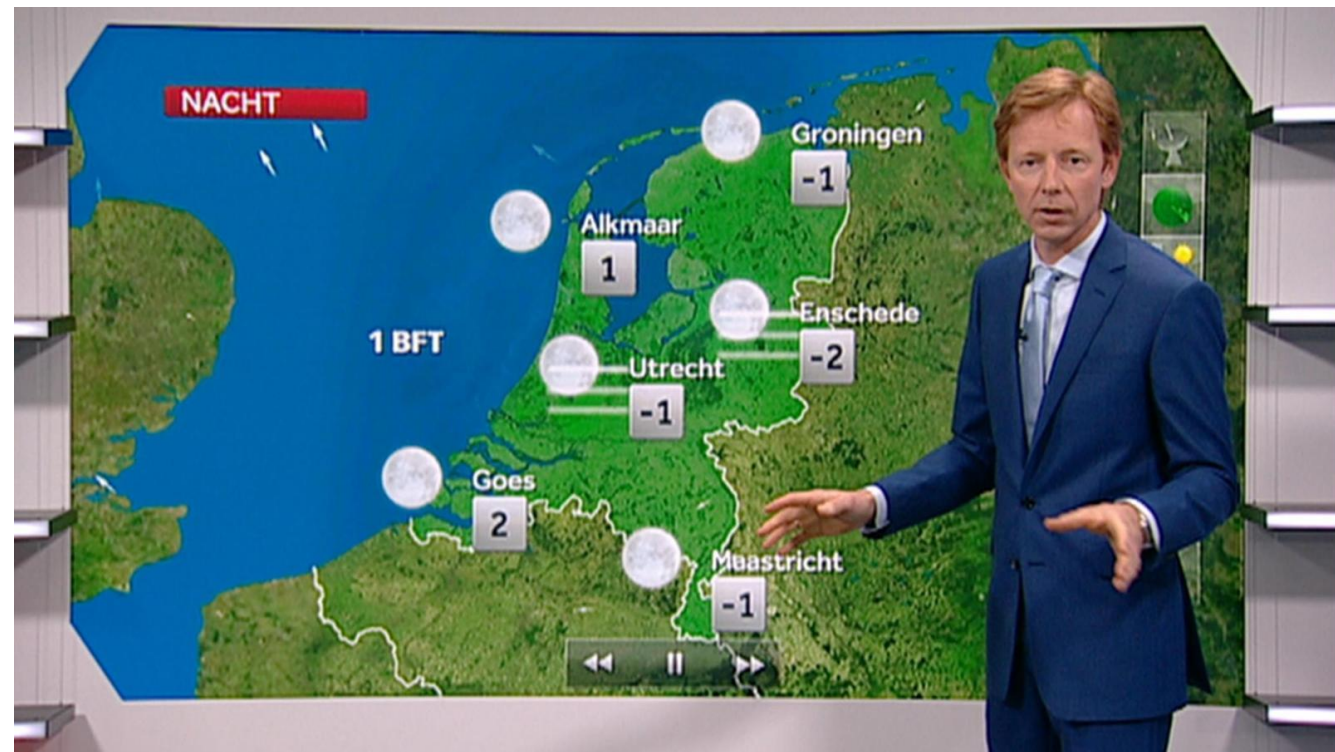 NACHT
Groningen
-1
Alkmaar
1
Enschede
-2
1 BFT
Utrecht
-1
Goes
2
Maastricht
-1